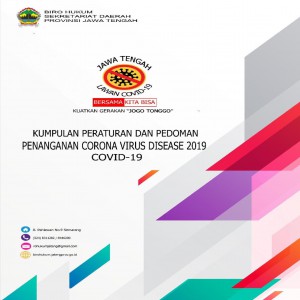 BIRO HUKUM
SEKRETARIAT DAERAH
PROVINSI JAWA TENGAH
JAWA TENGAH
LAWAN COVID-19
BERSAMA KITA BISA
KUATKAN GERAKAN "JOGO TONGGO"
KUMPULAN PERATURAN DAN PEDOMAN
PENANGANAN CORONA VIRUS DISEASE 2019
COVID-19
Semarang